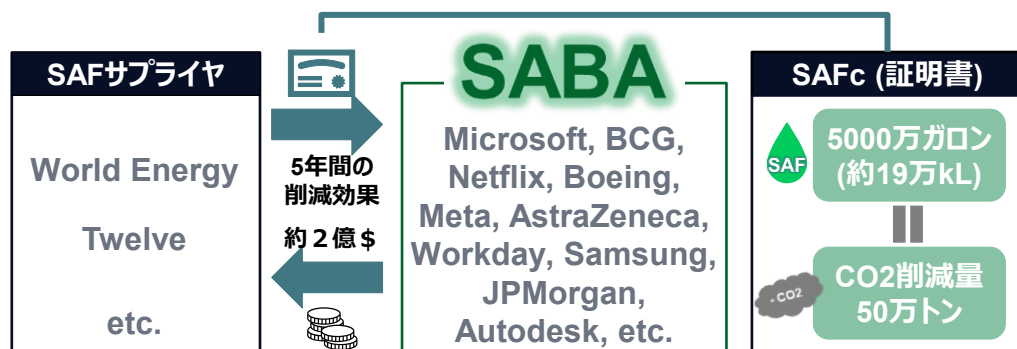 SAFサプライヤ
World Energy
Twelve
etc.
5年間の
削減効果
約２億＄
SABA
Microsoft, BCG,
Netflix, Boeing,
Meta, AstraZeneca,
Workday, Samsung,
JPMorgan,
Autodesk, etc.
SAFc (証明書)
SAF
5000万ガロン
(約19万kL)
-CO2
CO2削減量
50万トン